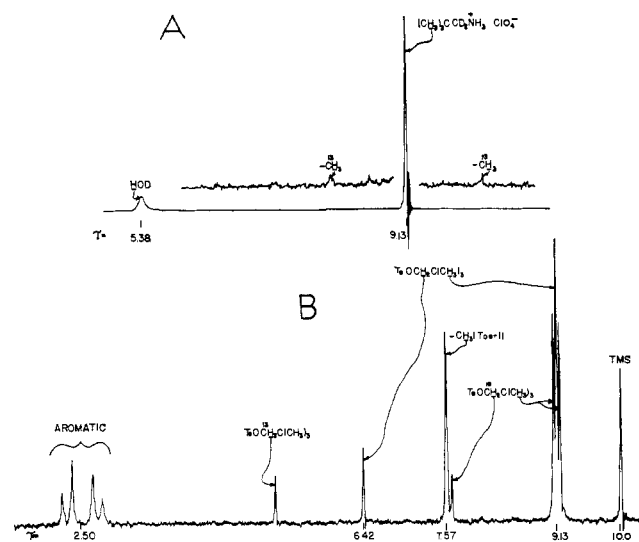 A
(CH3)3CCD2NH3+ ClO4−
13
-CH3
13
-CH3
HOD
τ=
5.38
9.13
B
TsOCH2C(CH3)3
-CH3(Tos-)
TMS
13
TsOCH2C(CH3)3
13
TsOCH2C(CH3)3
AROMATIC
τ=
2.50
6.42
7.57
9.13
10.0